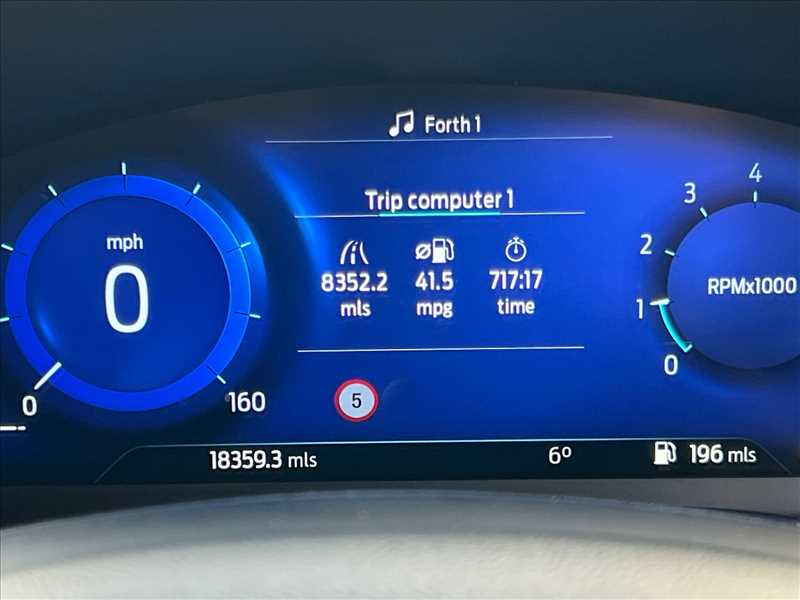 Forth 1
Trip computer 1
8352.2 41.5 717:17
mls mpg time
mph
0
0 160
5
4
3
2
1
0
RPMx1000
18359.3 mls 6º 196 mls